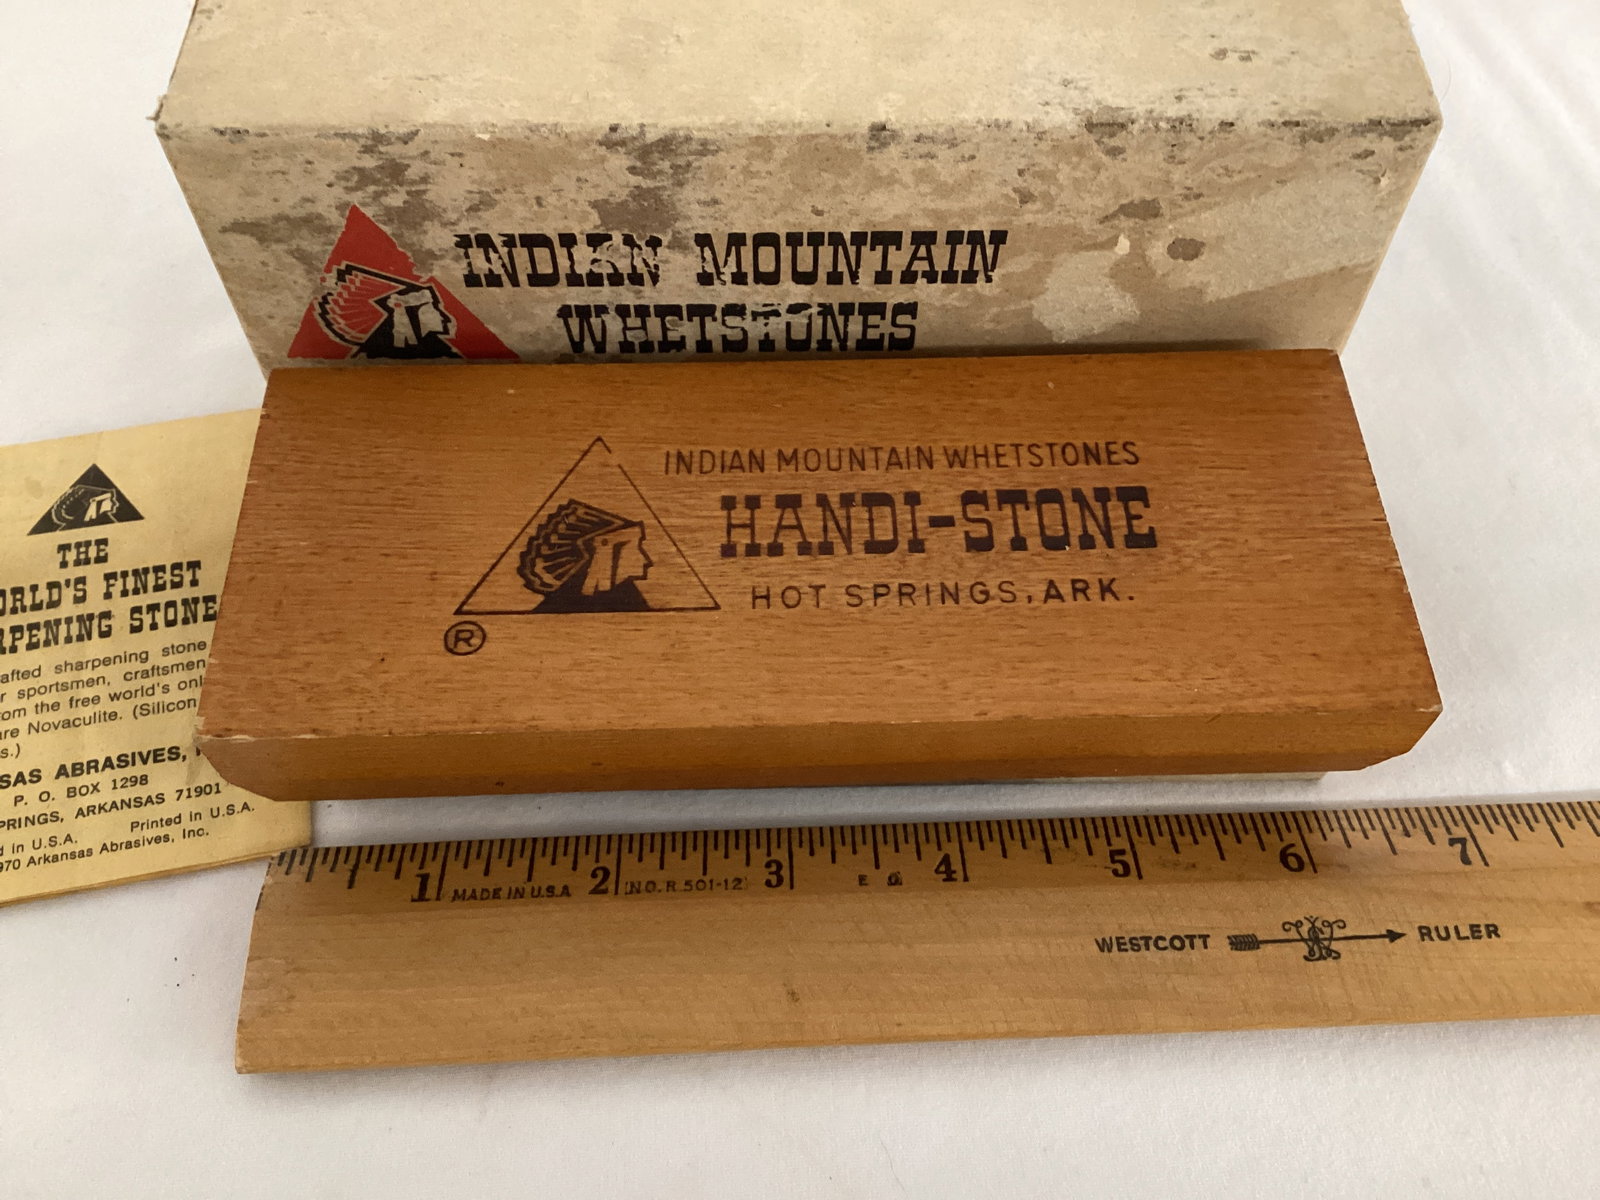 INDIAN MOUNTAIN
WHETSTONES
INDIAN MOUNTAIN WHETSTONES
HANDI-STONE
HOT SPRINGS, ARK.
®
THE
ORLD'S FINEST
RPENING STONE
afted sharpening stone
r sportsmen, craftsmen
om the free world's onl
are Novaculite. (Silicon
s.)
SAS ABRASIVES,
P. O. BOX 1298
PRINGS, ARKANSAS 71901
d in U.S.A. Printed in U.S.A.
970 Arkansas Abrasives, Inc.
1 2 3 4 5 6 7
MADE IN U.S.A (NO. R 501-12)
WESTCOTT RULER